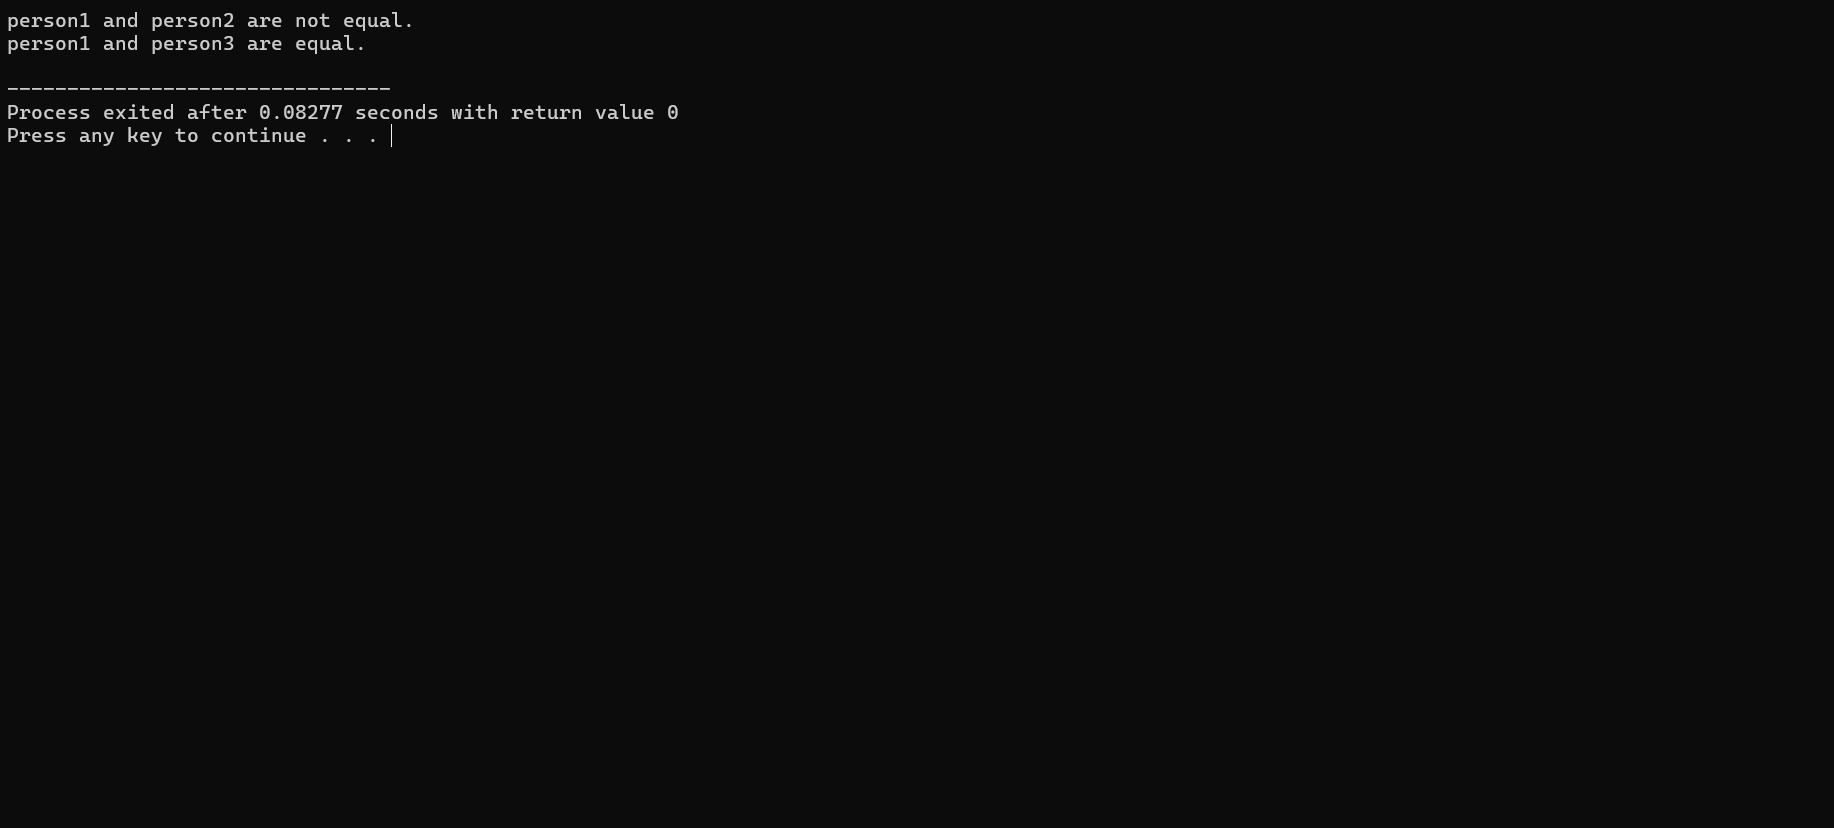 person1 and person2 are not equal.
person1 and person3 are equal.
--------------------------------
Process exited after 0.08277 seconds with return value 0
Press any key to continue . . .